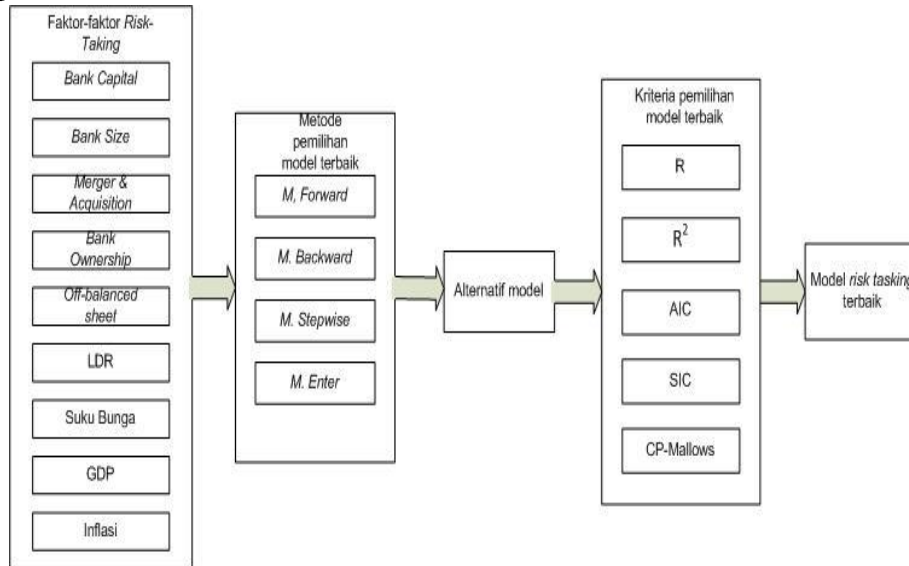 Faktor-faktor Risk-
Taking
Bank Capital
Bank Size
Merger &
Acquisition
Bank
Ownership
Off-balanced
sheet
LDR
Suku Bunga
GDP
Inflasi
Metode
pemilihan
model terbaik
M, Forward
M. Backward
M. Stepwise
M. Enter
Alternatif model
Kriteria pemilihan
model terbaik
R
R²
AIC
SIC
CP-Mallows
Model risk tasking
terbaik